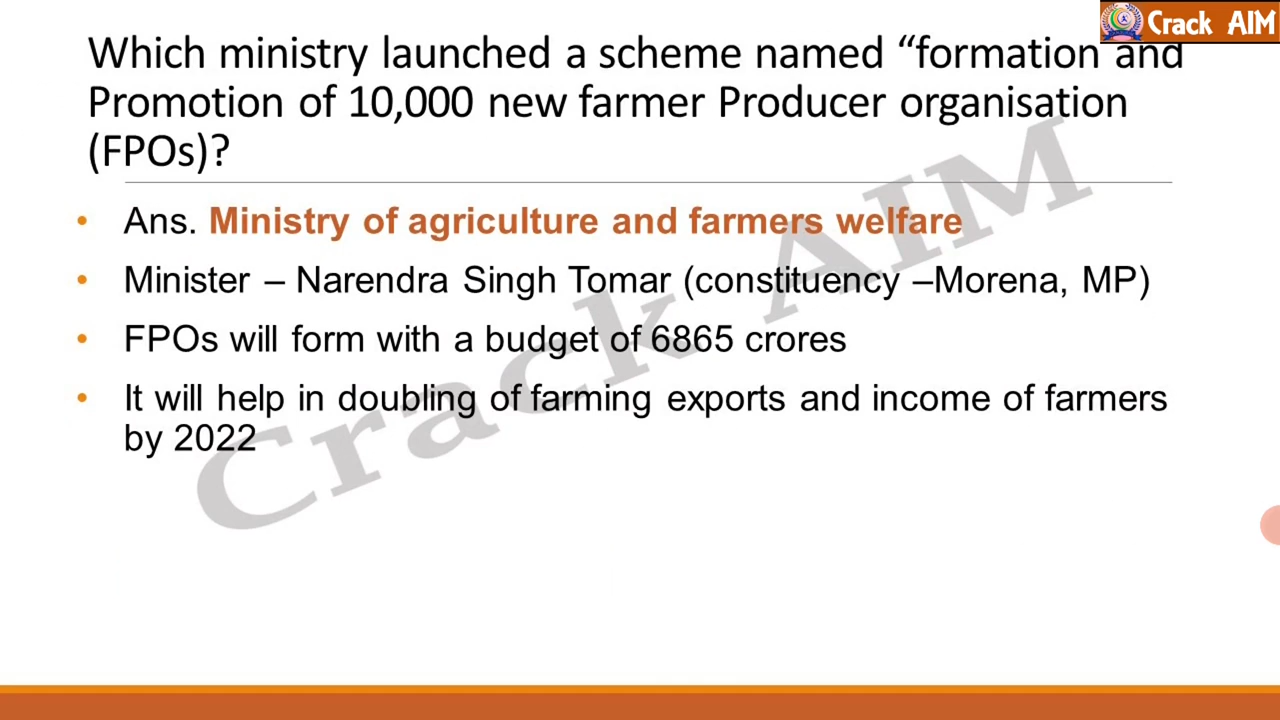 Crack AIM
Which ministry launched a scheme named “formation and
Promotion of 10,000 new farmer Producer organisation
(FPOs)?
• Ans. Ministry of agriculture and farmers welfare
• Minister – Narendra Singh Tomar (constituency –Morena, MP)
• FPOs will form with a budget of 6865 crores
• It will help in doubling of farming exports and income of farmers
by 2022
Crack AIM